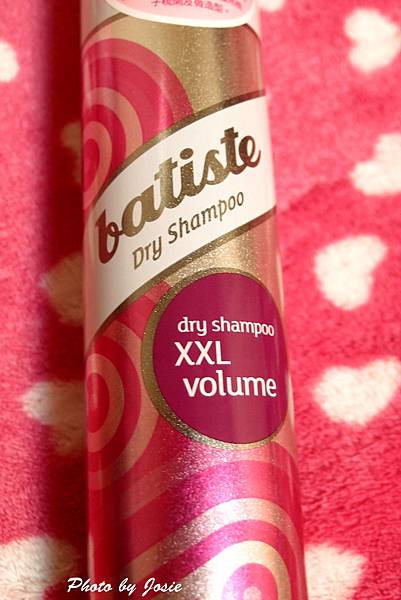 batiste
Dry Shampoo
dry shampoo
XXL
volume
Photo by Josie